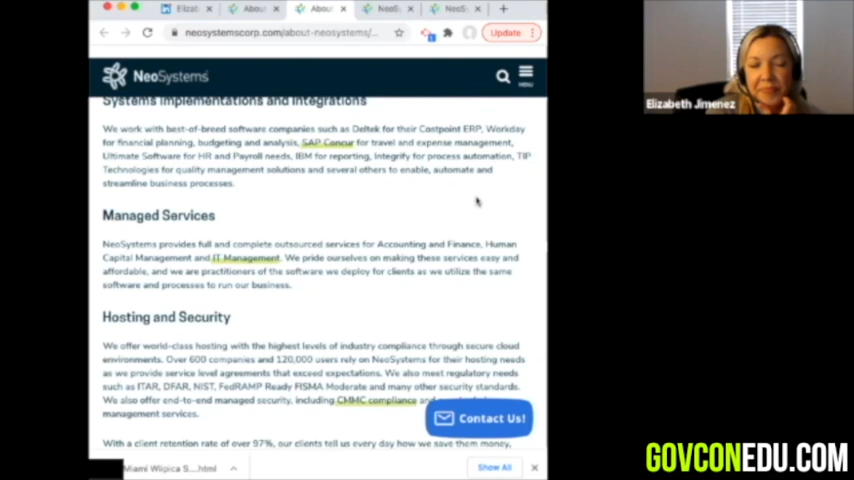 Elizab
About
About
NeoSy
NeoSy
neosystemscorp.com/about-neosystems/...
Update
NeoSystems
MENU
Systems Implementations and Integrations
We work with best-of-breed software companies such as Deltek for their Costpoint ERP, Workday
for financial planning, budgeting and analysis, SAP Concur for travel and expense management,
Ultimate Software for HR and Payroll needs, IBM for reporting, Integrify for process automation, TIP
Technologies for quality management solutions and several others to enable, automate and
streamline business processes.
Managed Services
NeoSystems provides full and complete outsourced services for Accounting and Finance, Human
Capital Management and IT Management. We pride ourselves on making these services easy and
affordable, and we are practitioners of the software we deploy for clients as we utilize the same
software and processes to run our business.
Hosting and Security
We offer world-class hosting with the highest levels of industry compliance through secure cloud
environments. Over 600 companies and 120,000 users rely on NeoSystems for their hosting needs
as we provide service level agreements that exceed expectations. We also meet regulatory needs
such as ITAR, DFAR, NIST, FedRAMP Ready FISMA Moderate and many other security standards.
We also offer end-to-end managed security, including CMMC compliance and
management services.
With a client retention rate of over 97%, our clients tell us every day how we save them money,
Contact Us!
Miami Wiipica S....html
Show All
Elizabeth Jimenez
GOVCONEDU.COM